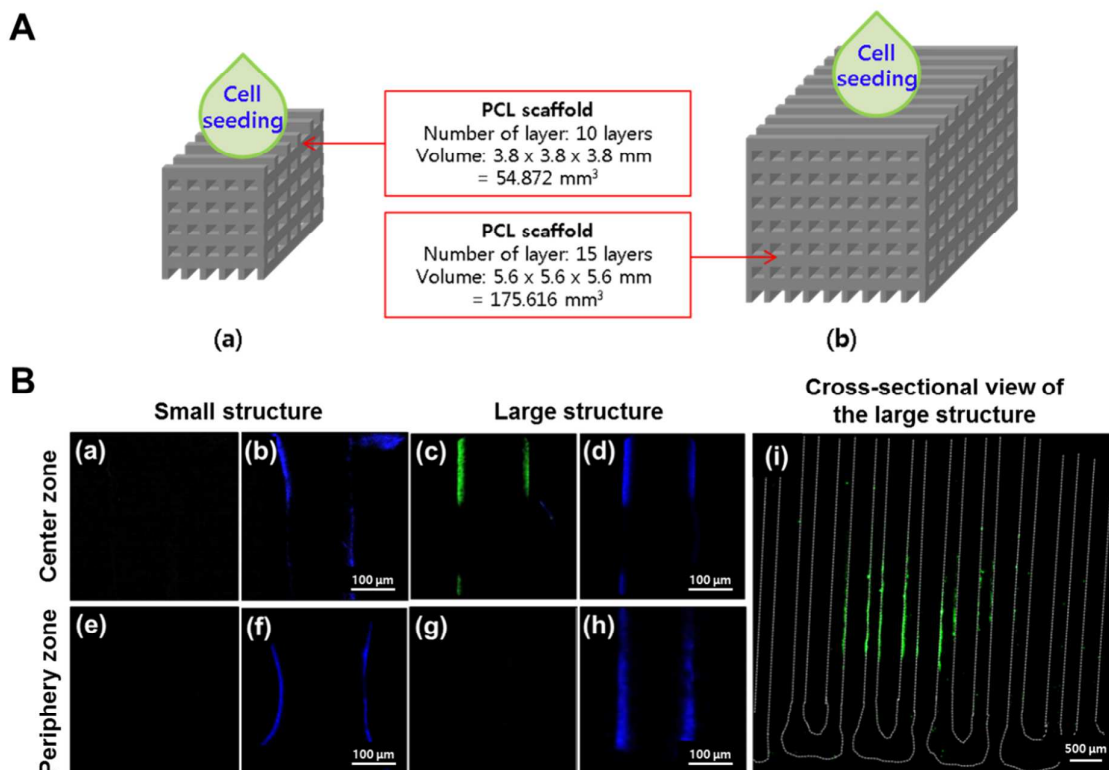 A
Cell
seeding
PCL scaffold
Number of layer: 10 layers
Volume: 3.8 x 3.8 x 3.8 mm
= 54.872 mm³
PCL scaffold
Number of layer: 15 layers
Volume: 5.6 x 5.6 x 5.6 mm
= 175.616 mm³
Cell
seeding
(a)
(b)
B
Small structure
Large structure
Cross-sectional view of
the large structure
Center zone
(a)
(b)
100 µm
(c)
(d)
100 µm
(i)
500 µm
Periphery zone
(e)
(f)
100 µm
(g)
(h)
100 µm